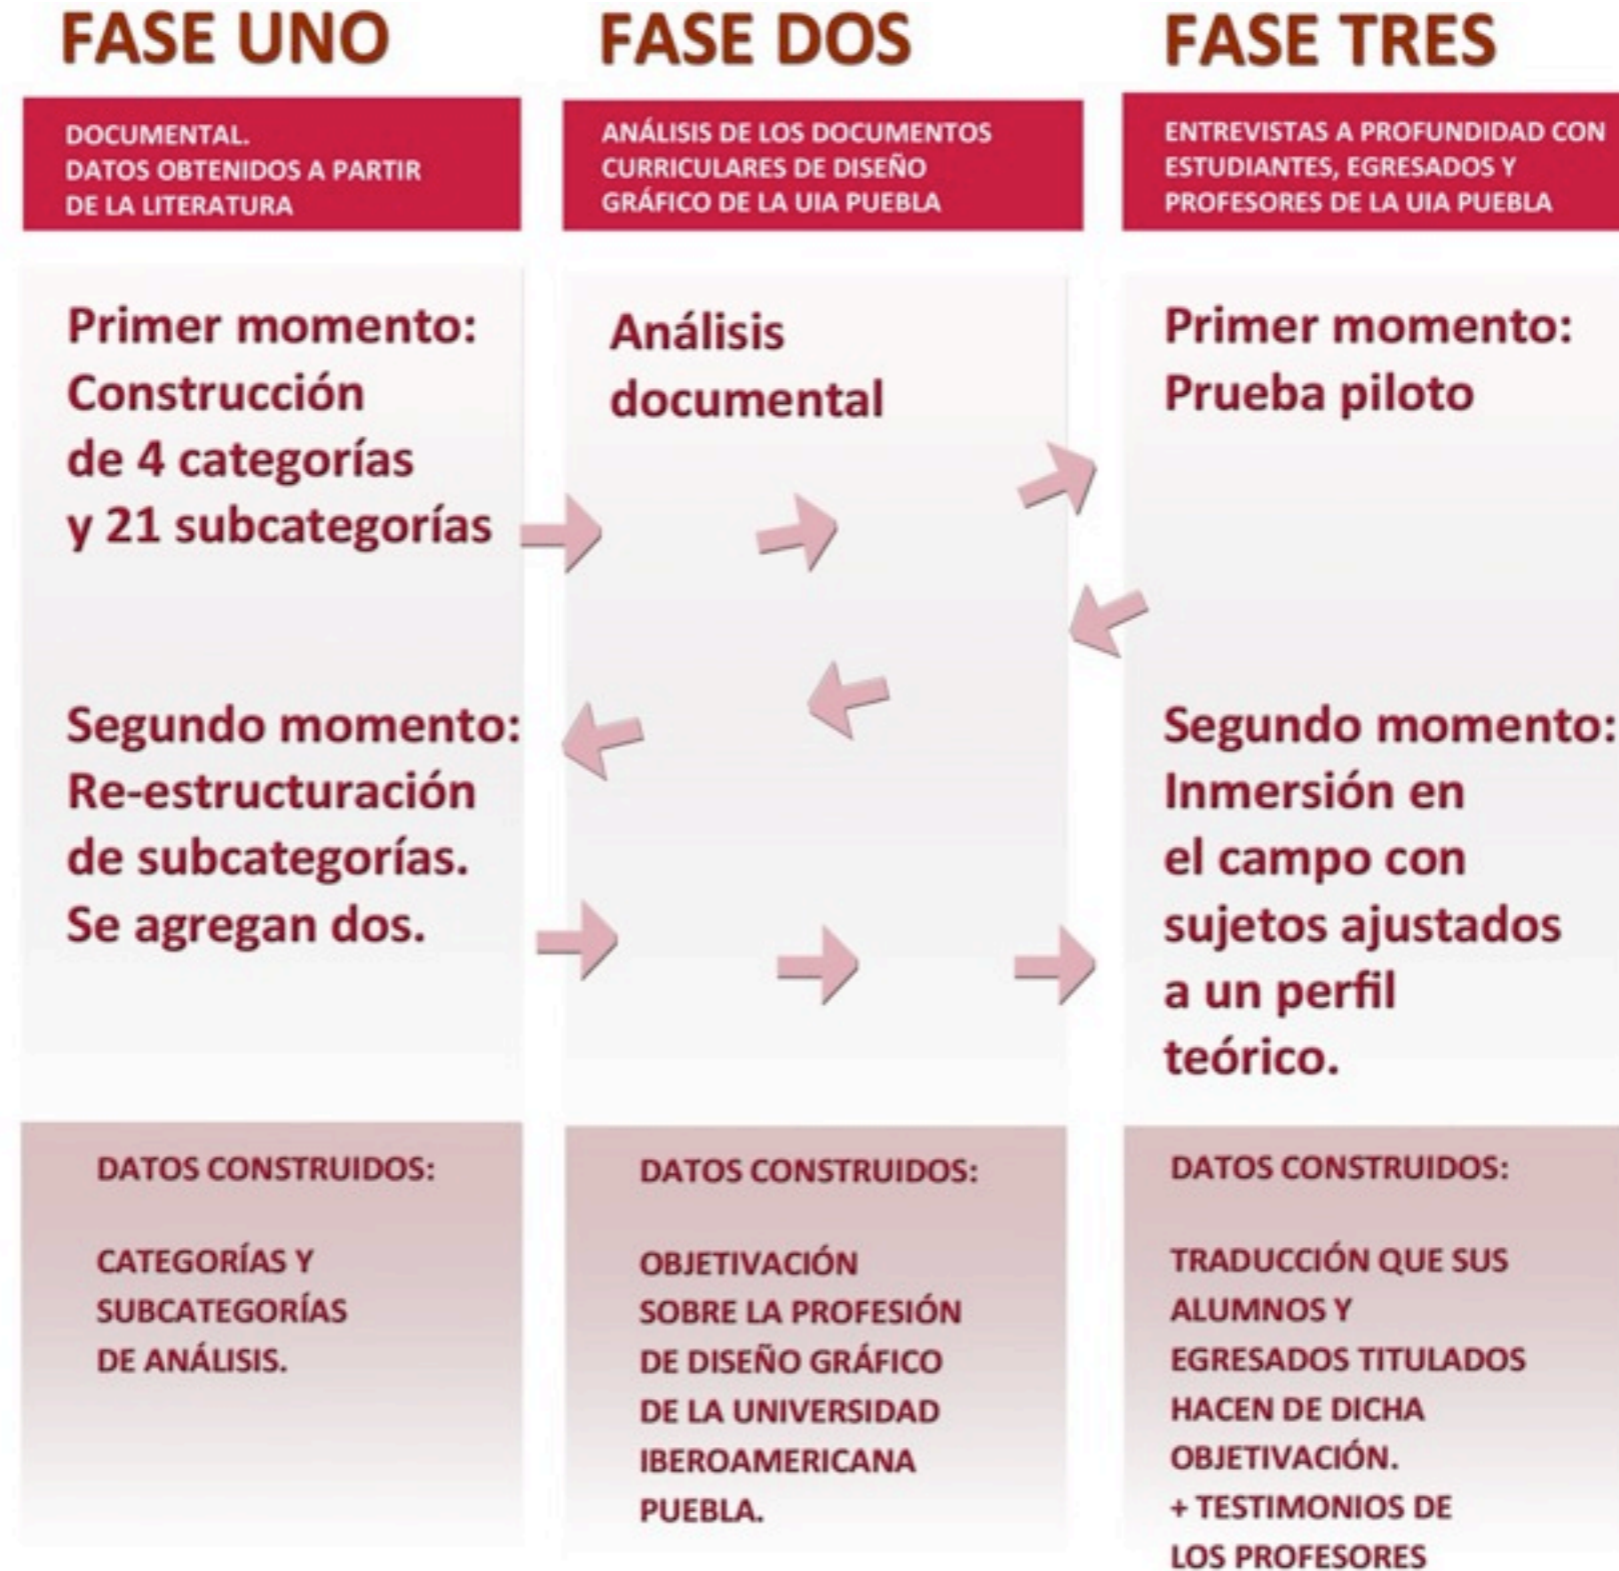 FASE UNO
DOCUMENTAL.
DATOS OBTENIDOS A PARTIR
DE LA LITERATURA
Primer momento:
Construcción
de 4 categorías
y 21 subcategorías
Segundo momento:
Re-estructuración
de subcategorías.
Se agregan dos.
DATOS CONSTRUIDOS:
CATEGORÍAS Y
SUBCATEGORÍAS
DE ANÁLISIS.
FASE DOS
ANÁLISIS DE LOS DOCUMENTOS
CURRICULARES DE DISEÑO
GRÁFICO DE LA UIA PUEBLA
Análisis
documental
DATOS CONSTRUIDOS:
OBJETIVACIÓN
SOBRE LA PROFESIÓN
DE DISEÑO GRÁFICO
DE LA UNIVERSIDAD
IBEROAMERICANA
PUEBLA.
FASE TRES
ENTREVISTAS A PROFUNDIDAD CON
ESTUDIANTES, EGRESADOS Y
PROFESORES DE LA UIA PUEBLA
Primer momento:
Prueba piloto
Segundo momento:
Inmersión en
el campo con
sujetos ajustados
a un perfil
teórico.
DATOS CONSTRUIDOS:
TRADUCCIÓN QUE SUS
ALUMNOS Y
EGRESADOS TITULADOS
HACEN DE DICHA
OBJETIVACIÓN.
+ TESTIMONIOS DE
LOS PROFESORES